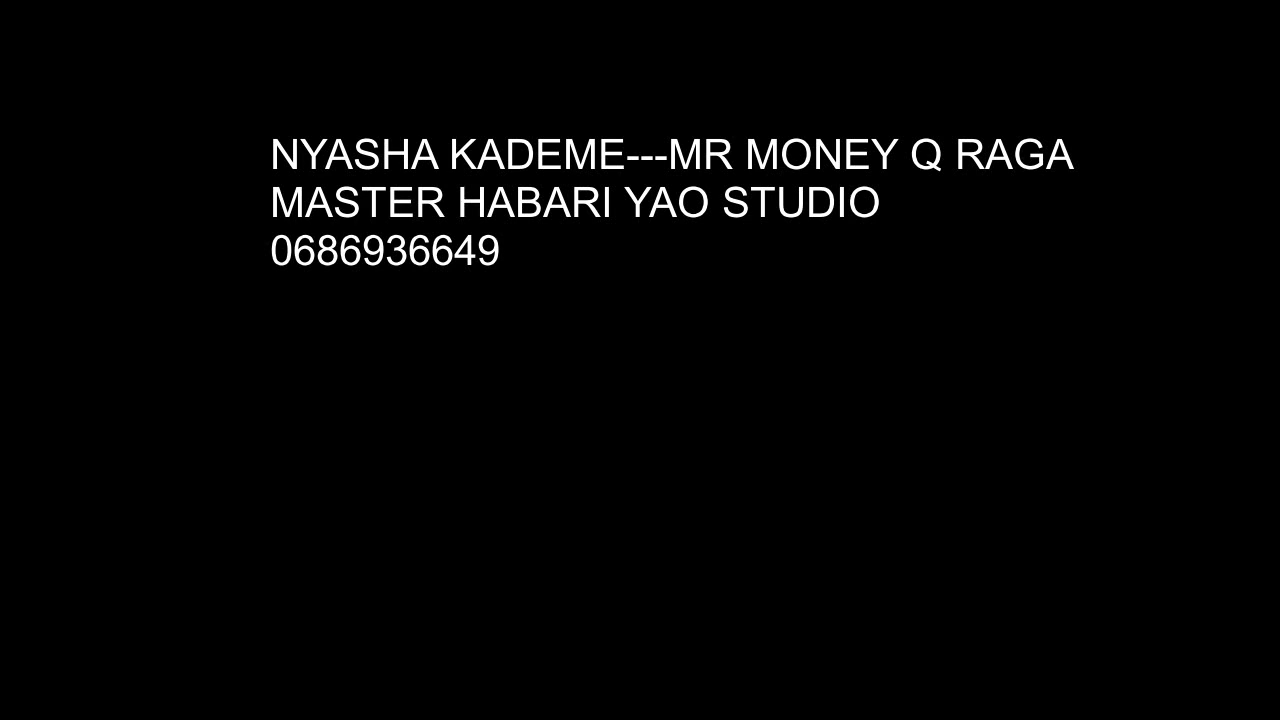 NYASHA KADEME---MR MONEY Q RAGA
MASTER HABARI YAO STUDIO
0686936649